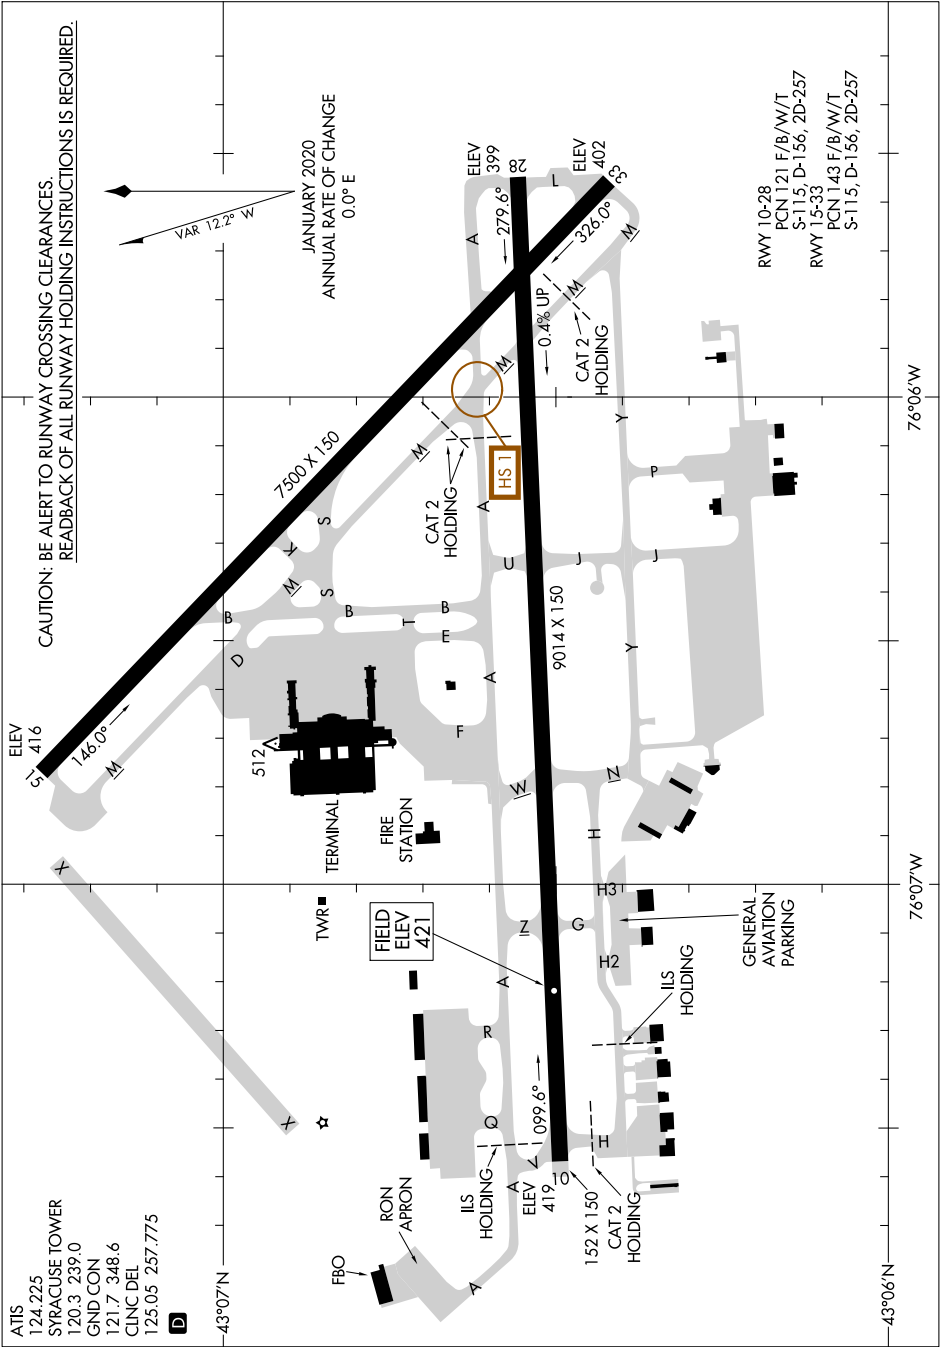 ATIS
124.225
SYRACUSE TOWER
120.3 239.0
GND CON
121.7 348.6
CLNC DEL
125.05 257.775
D
CAUTION: BE ALERT TO RUNWAY CROSSING CLEARANCES.
READBACK OF ALL RUNWAY HOLDING INSTRUCTIONS IS REQUIRED.
VAR 12.2° W
JANUARY 2020
ANNUAL RATE OF CHANGE
0.0° E
43°07'N
43°06'N
76°07'W
76°06'W
X
X
ELEV
416
15
146.0°
M
D
B
M
K
S
S
7500 X 150
B
T
B
E
M
512
TERMINAL
TWR
FIRE
STATION
F
A
CAT 2
HOLDING
A
HS 1
M
A
ELEV
399
28
279.6°
L
ELEV
402
33
326.0°
M
M
0.4% UP
CAT 2
HOLDING
FIELD
ELEV
421
FBO
RON
APRON
A
ILS
HOLDING
Q
R
A
A
V
ELEV
419
10
099.6°
152 X 150
CAT 2
HOLDING
H
Z
G
H2
H3
H
W
N
9014 X 150
U
J
J
Y
Y
P
ILS
HOLDING
GENERAL
AVIATION
PARKING
RWY 10-28
PCN 121 F/B/W/T
S-115, D-156, 2D-257
RWY 15-33
PCN 143 F/B/W/T
S-115, D-156, 2D-257